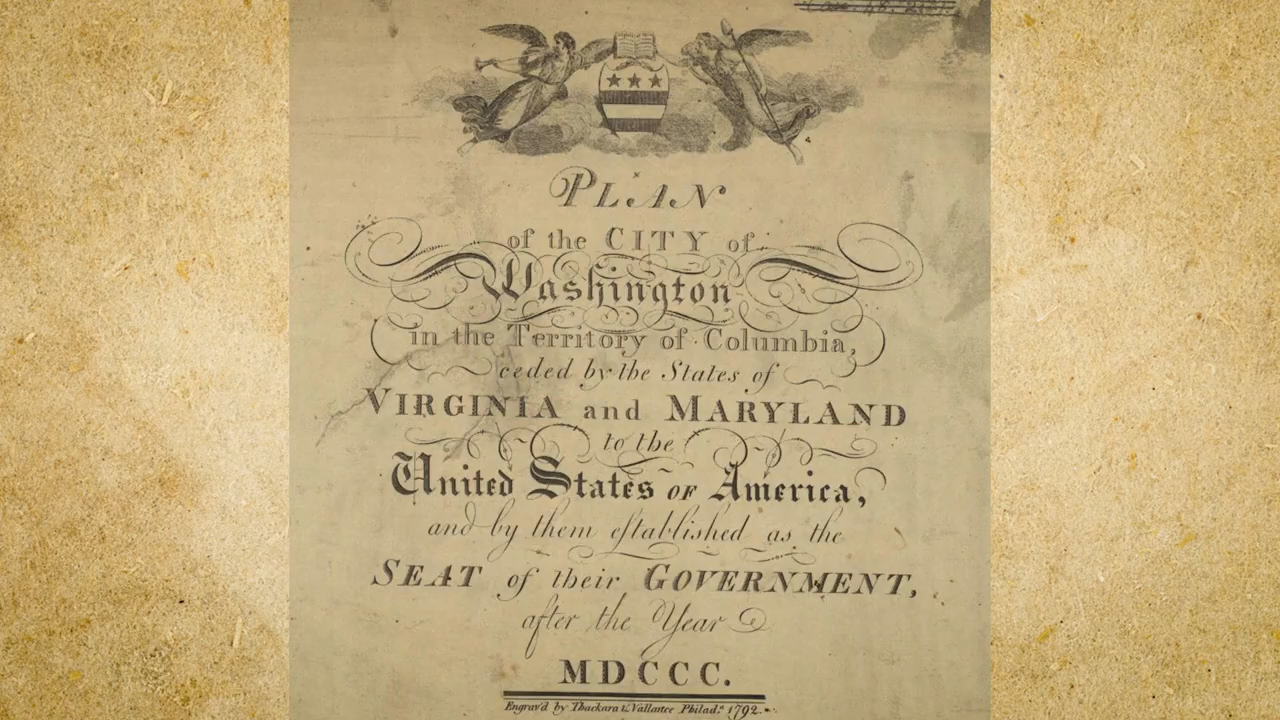 PLAN
of the CITY of
Washington
in the Territory of Columbia,
ceded by the States of
VIRGINIA and MARYLAND
to the
United States OF America,
and by them eſtabliſhed as the
SEAT of their GOVERNMENT,
after the Year
MDCCC.
Engrav'd by Thackara & Vallance Philad.ᵃ 1792.